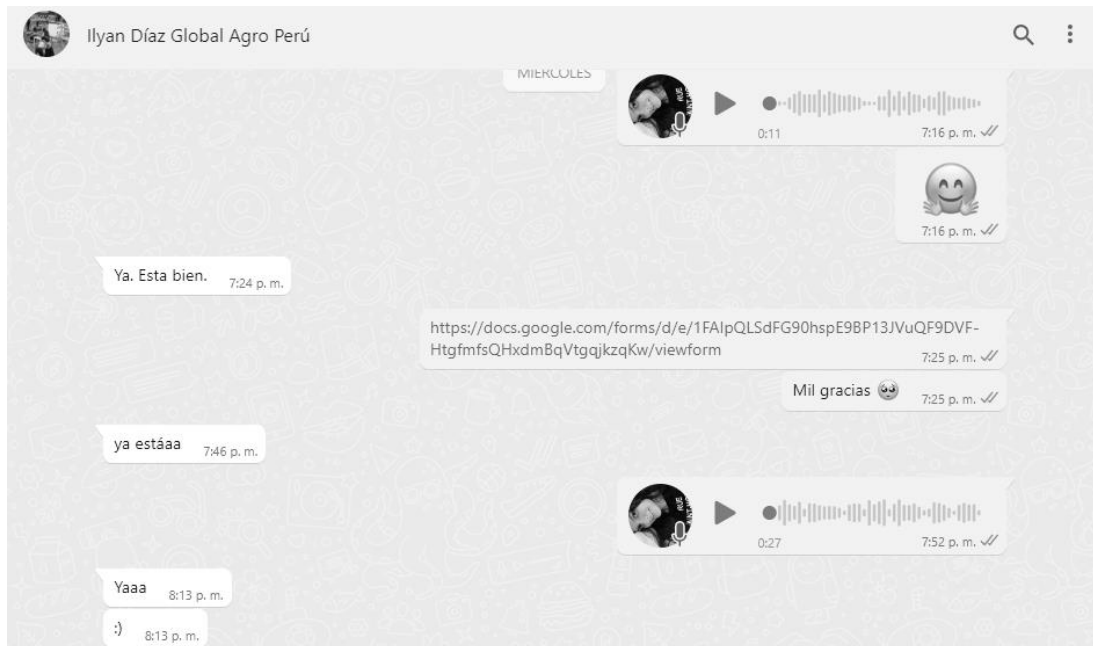 Ilyan Díaz Global Agro Perú
MIÉRCOLES
0:11 7:16 p. m.
7:16 p. m.
Ya. Esta bien. 7:24 p. m.
https://docs.google.com/forms/d/e/1FAIpQLSdFG90hspE9BP13JVuQF9DVF-
HtgfmfsQHxdmBqVtgqjkzqKw/viewform 7:25 p. m.
Mil gracias 🥺 7:25 p. m.
ya estáaa 7:46 p. m.
0:27 7:52 p. m.
Yaaa 8:13 p. m.
:) 8:13 p. m.